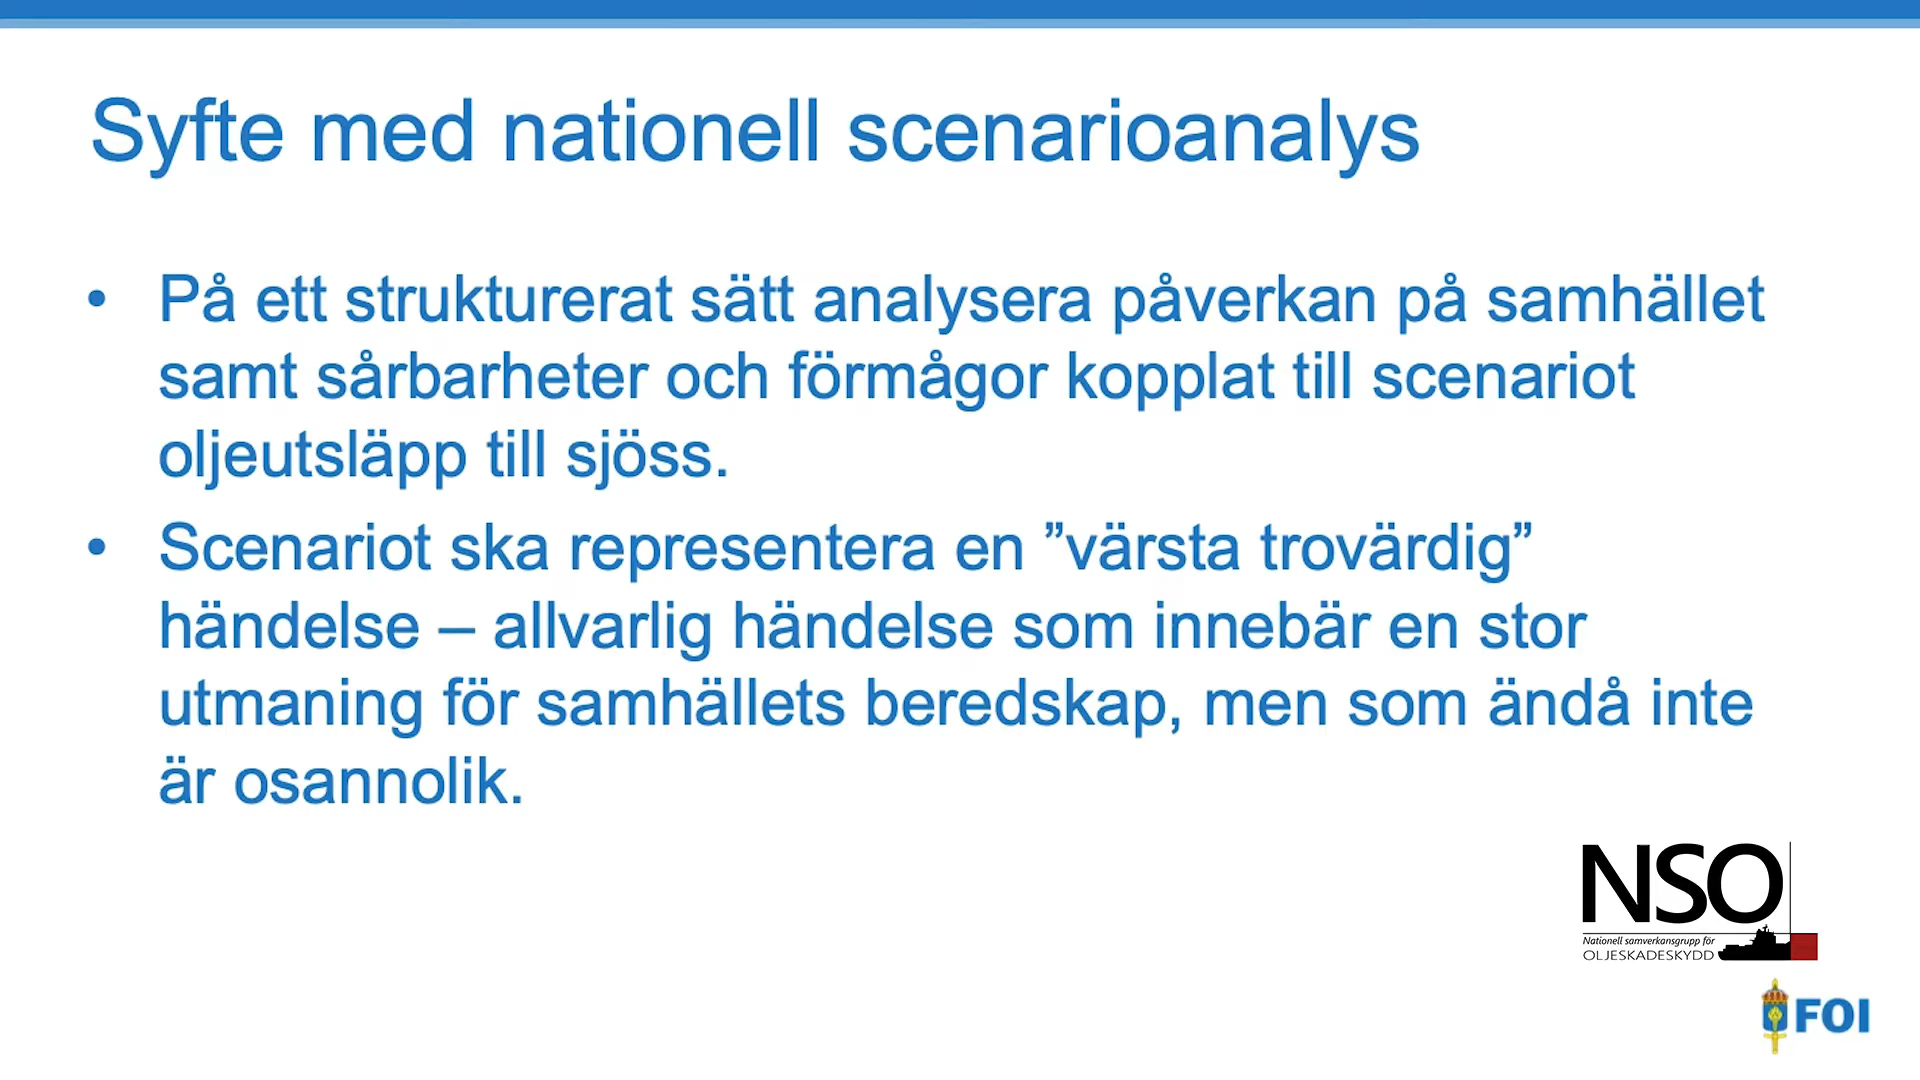 Syfte med nationell scenarioanalys
• På ett strukturerat sätt analysera påverkan på samhället
samt sårbarheter och förmågor kopplat till scenariot
oljeutsläpp till sjöss.
• Scenariot ska representera en ”värsta trovärdig”
händelse – allvarlig händelse som innebär en stor
utmaning för samhällets beredskap, men som ändå inte
är osannolik.
NSO
Nationell samverkansgrupp för
OLJESKADESKYDD
FOI